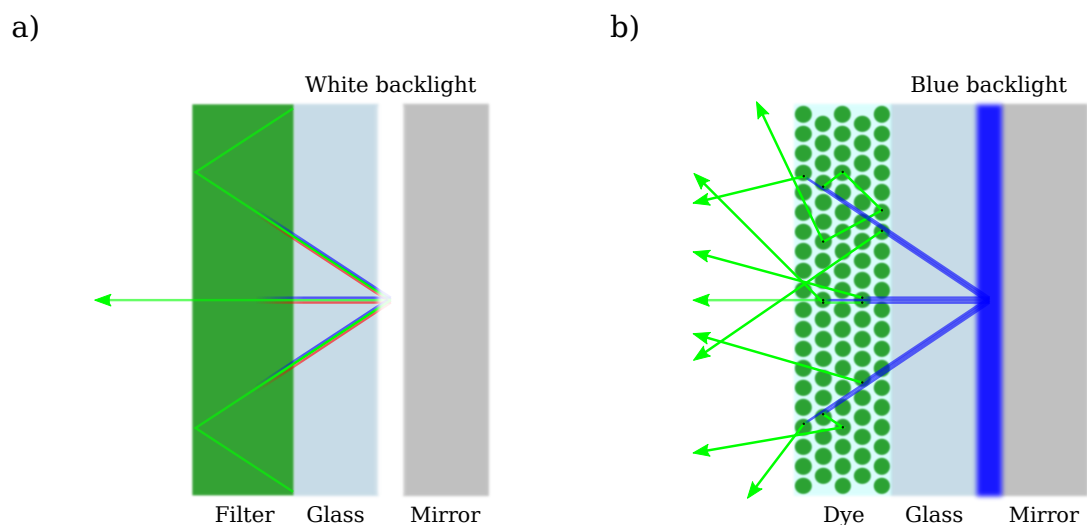 a)
White backlight
Filter Glass Mirror
b)
Blue backlight
Dye Glass Mirror